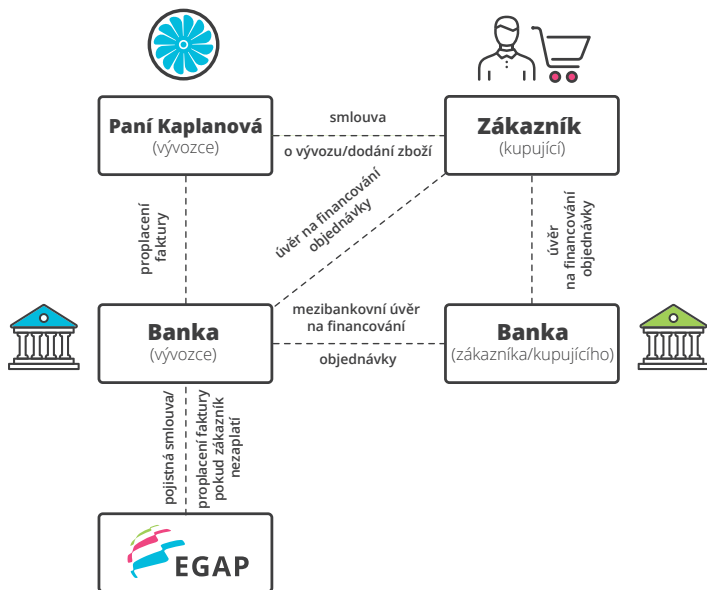 Paní Kaplanová
(vývozce)
smlouva
o vývozu/dodání zboží
Zákazník
(kupující)
proplacení
faktury
úvěr na financování
objednávky
úvěr
na financování
objednávky
Banka
(vývozce)
mezibankovní úvěr
na financování
objednávky
Banka
(zákazníka/kupujícího)
pojistná smlouva/
proplacení faktury
pokud zákazník
nezaplatí
EGAP